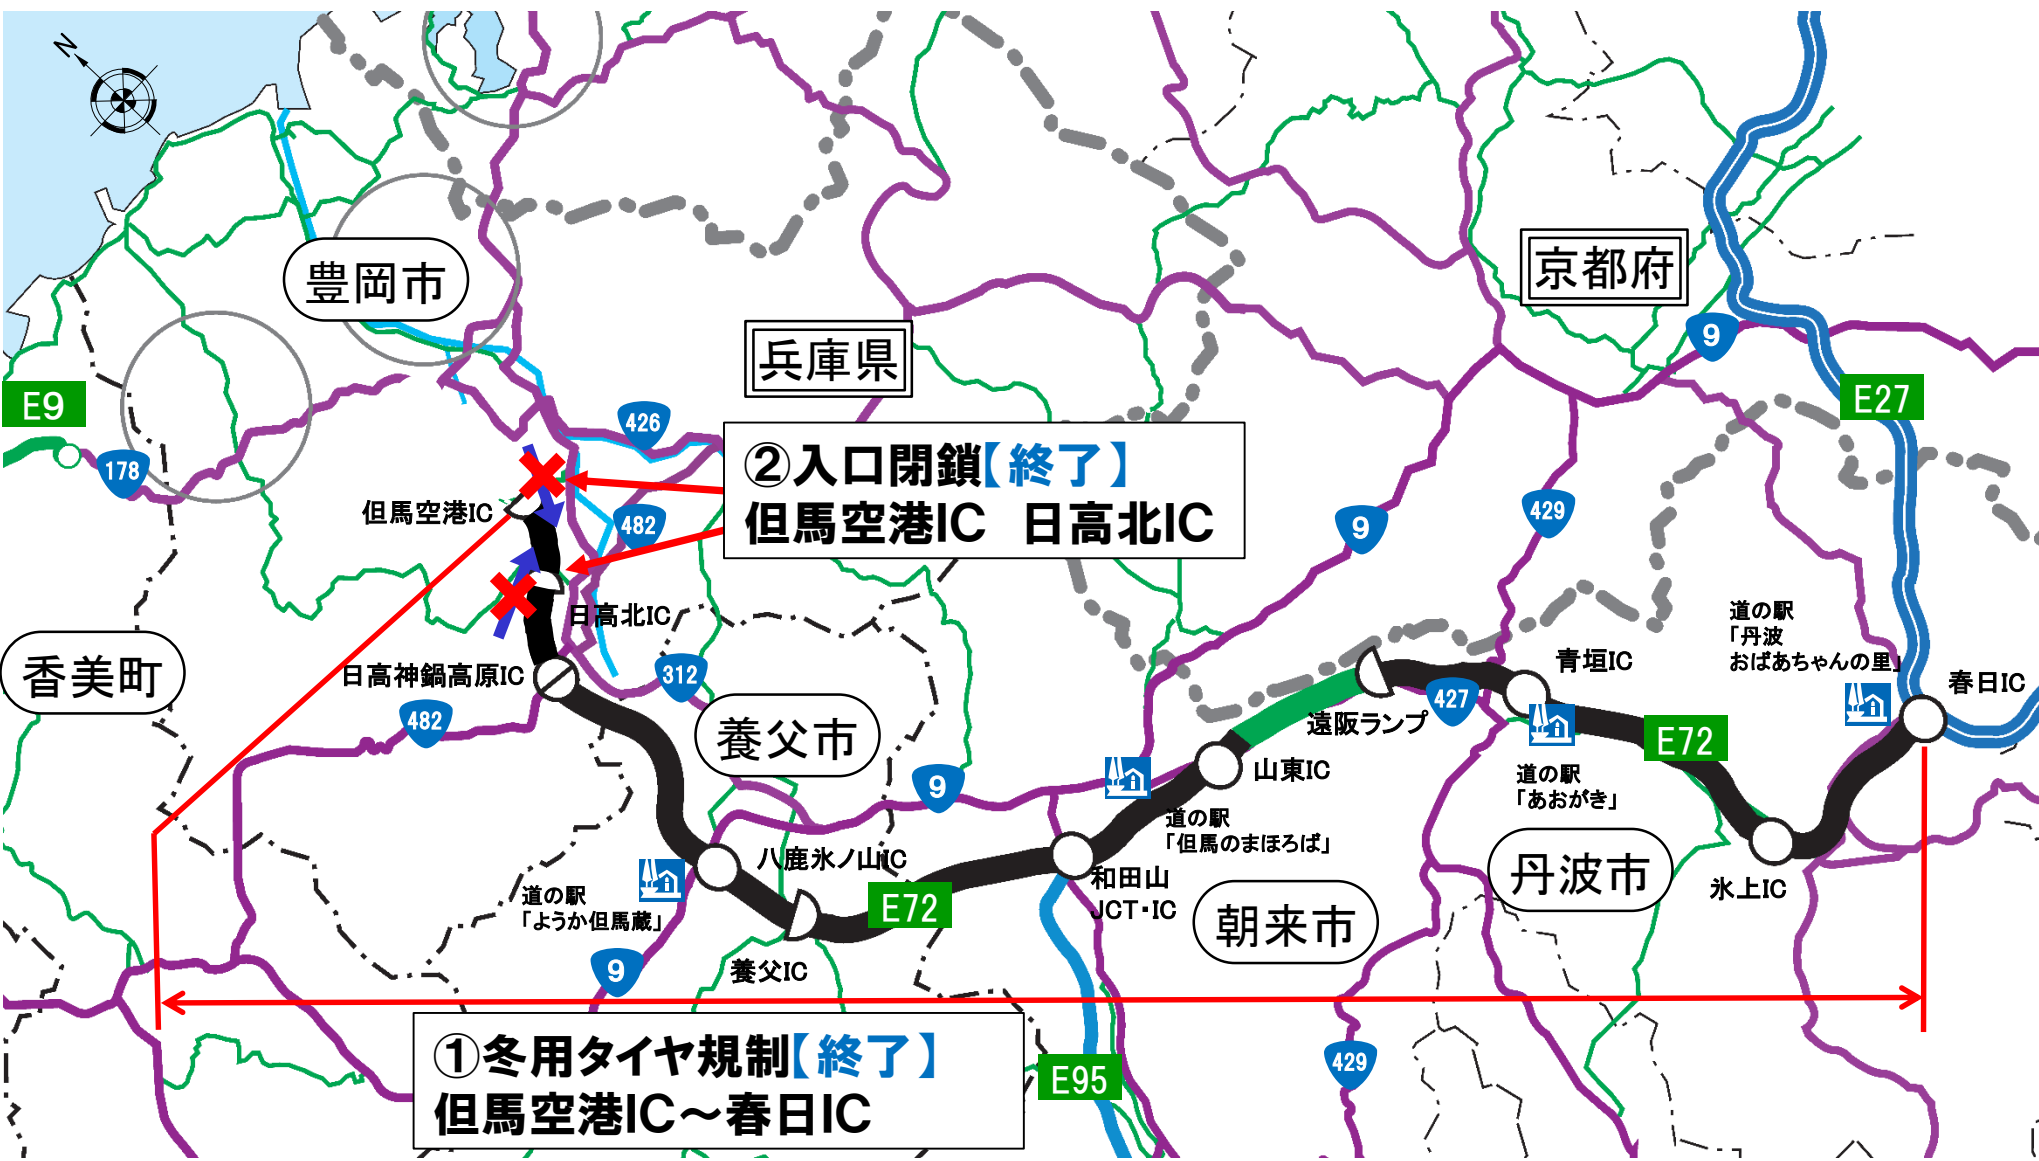 N
豊岡市
京都府
9
兵庫県
E9
E27
426
178
②入口閉鎖【終了】
但馬空港IC　日高北IC
但馬空港IC
482
9
429
日高北IC
道の駅
「丹波
おばあちゃんの里」
香美町
日高神鍋高原IC
312
青垣IC
春日IC
482
養父市
遠阪ランプ
427
E72
山東IC
道の駅
「あおがき」
9
道の駅
「但馬のまほろば」
八鹿氷ノ山IC
丹波市
氷上IC
道の駅
「ようか但馬蔵」
E72
和田山
JCT・IC
朝来市
9
養父IC
①冬用タイヤ規制【終了】
但馬空港IC～春日IC
E95
429